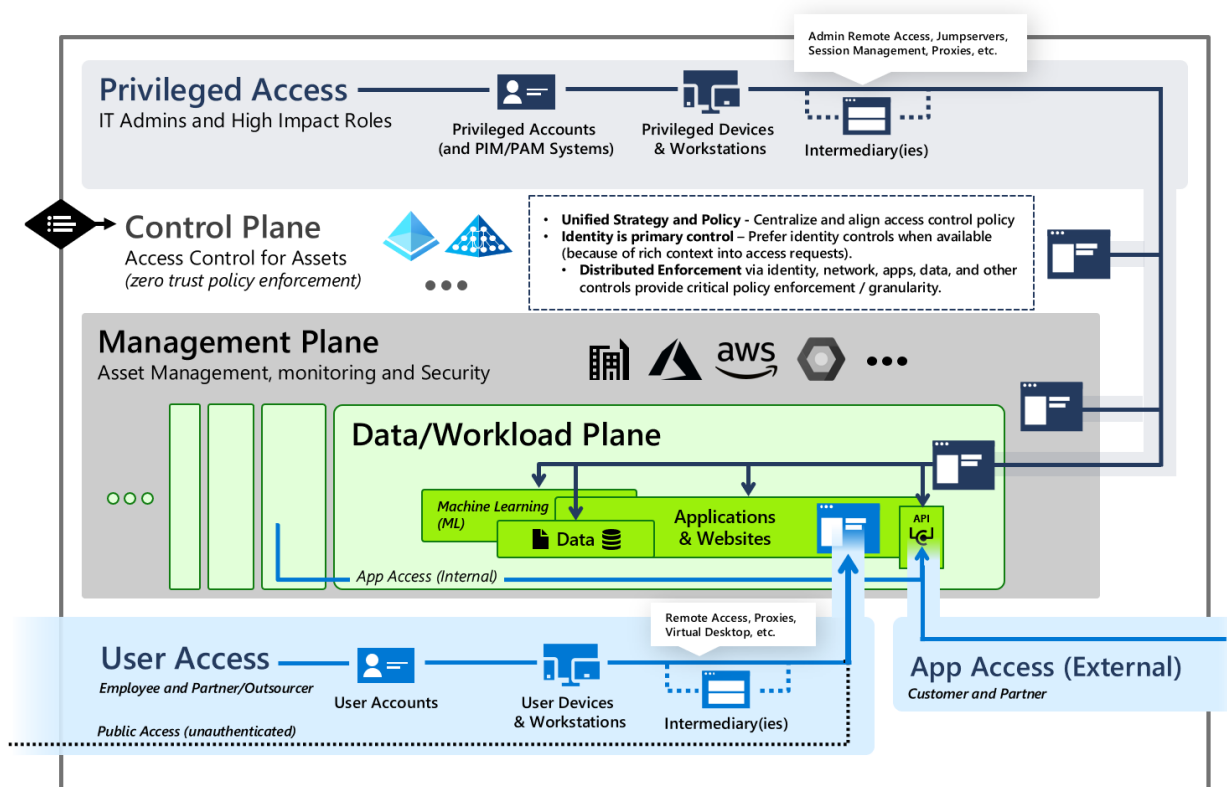 Admin Remote Access, Jumpservers,
Session Management, Proxies, etc.
Privileged Access
IT Admins and High Impact Roles
Privileged Accounts
(and PIM/PAM Systems)
Privileged Devices
& Workstations
Intermediary(ies)
Control Plane
Access Control for Assets
(zero trust policy enforcement)
• Unified Strategy and Policy - Centralize and align access control policy
• Identity is primary control – Prefer identity controls when available
(because of rich context into access requests).
• Distributed Enforcement via identity, network, apps, data, and other
controls provide critical policy enforcement / granularity.
Management Plane
Asset Management, monitoring and Security
aws
Data/Workload Plane
Machine Learning
(ML)
Data
Applications
& Websites
API
App Access (Internal)
Remote Access, Proxies,
Virtual Desktop, etc.
User Access
Employee and Partner/Outsourcer
User Accounts
User Devices
& Workstations
Intermediary(ies)
Public Access (unauthenticated)
App Access (External)
Customer and Partner